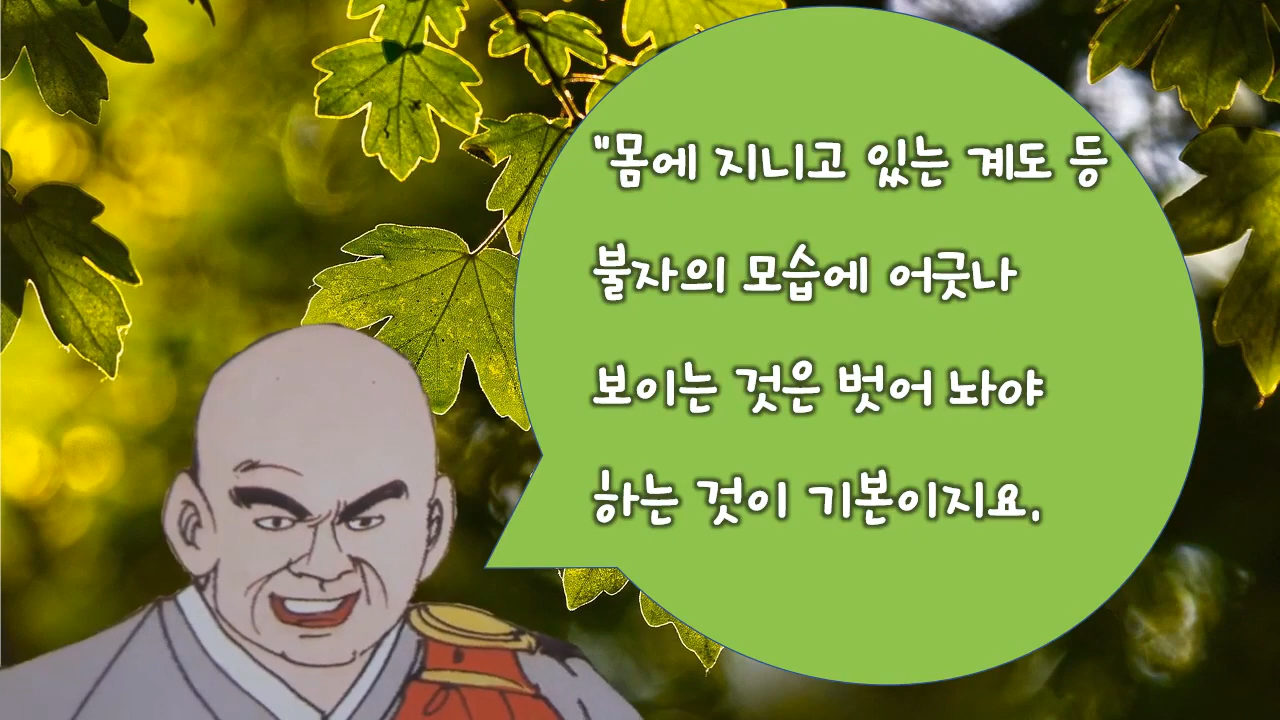 "몸에 지니고 있는 계도 등
불자의 모습에 어긋나
보이는 것은 벗어 놔야
하는 것이 기본이지요.